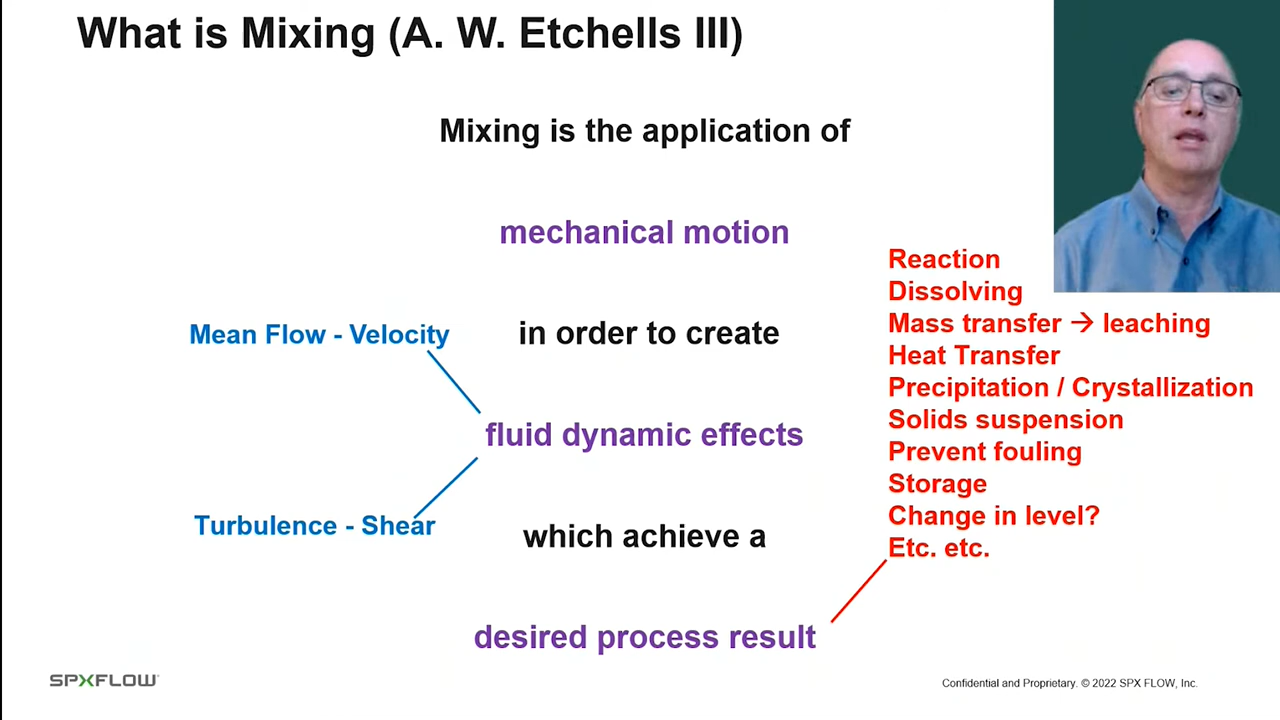 What is Mixing (A. W. Etchells III)
Mixing is the application of
mechanical motion
in order to create
fluid dynamic effects
which achieve a
desired process result
Mean Flow - Velocity
Turbulence - Shear
Reaction
Dissolving
Mass transfer → leaching
Heat Transfer
Precipitation / Crystallization
Solids suspension
Prevent fouling
Storage
Change in level?
Etc. etc.
SPXFLOW
Confidential and Proprietary. © 2022 SPX FLOW, Inc.